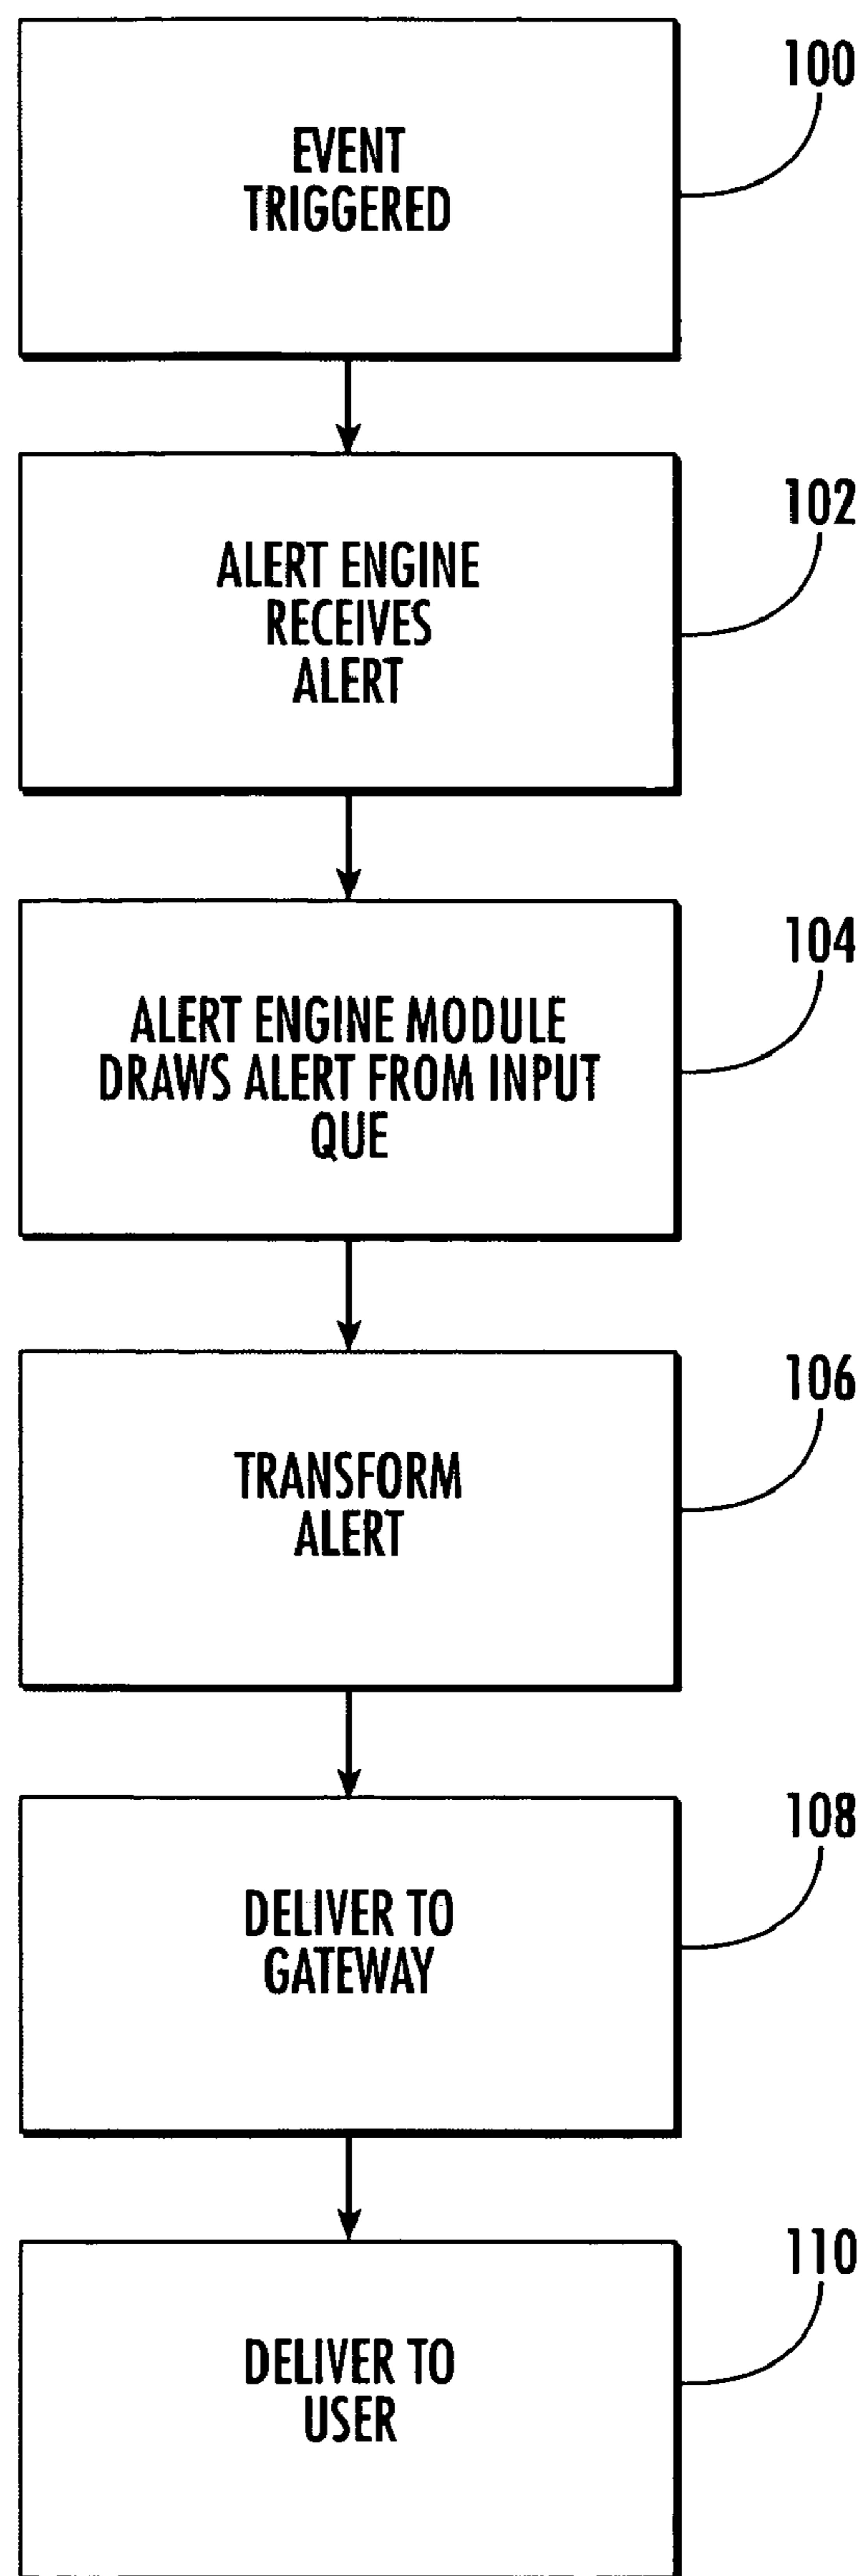 100
EVENT
TRIGGERED
102
ALERT ENGINE
RECEIVES
ALERT
104
ALERT ENGINE MODULE
DRAWS ALERT FROM INPUT
QUE
106
TRANSFORM
ALERT
108
DELIVER TO
GATEWAY
110
DELIVER TO
USER